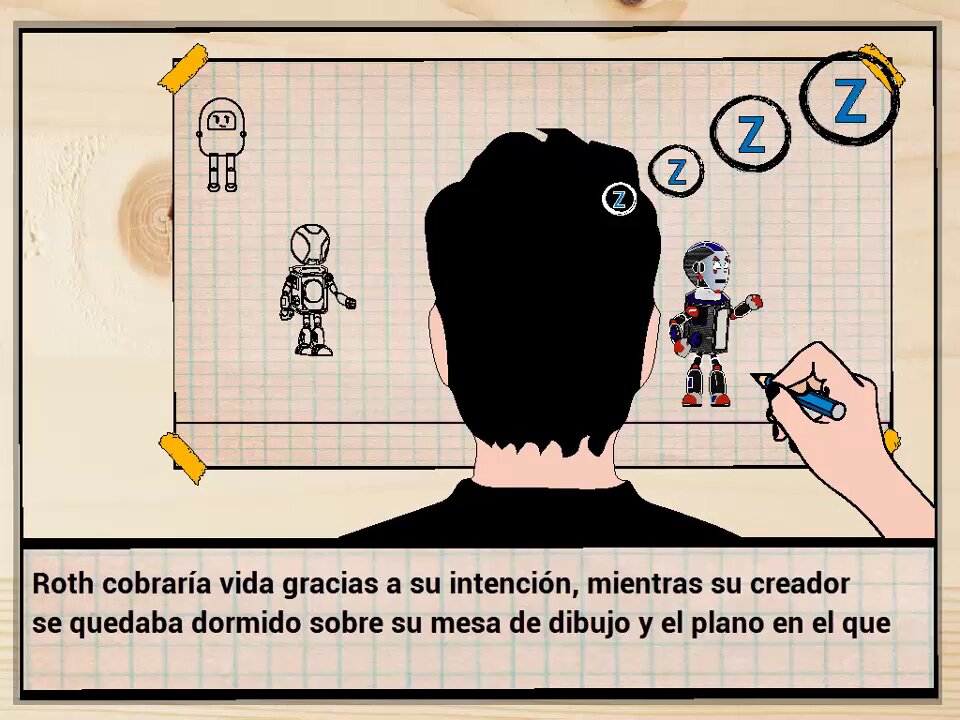 Z
Z
Z
Z
Roth cobraría vida gracias a su intención, mientras su creador
se quedaba dormido sobre su mesa de dibujo y el plano en el que